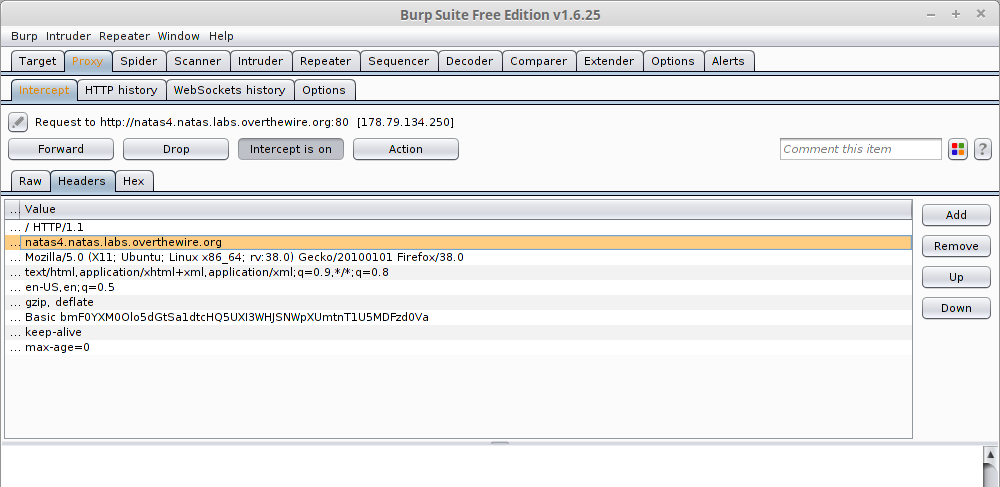 Burp Suite Free Edition v1.6.25
Burp Intruder Repeater Window Help
Target Proxy Spider Scanner Intruder Repeater Sequencer Decoder Comparer Extender Options Alerts
Intercept HTTP history WebSockets history Options
Request to http://natas4.natas.labs.overthewire.org:80 [178.79.134.250]
Forward Drop Intercept is on Action Comment this item ?
Raw Headers Hex
... Value
... / HTTP/1.1
... natas4.natas.labs.overthewire.org
... Mozilla/5.0 (X11; Ubuntu; Linux x86_64; rv:38.0) Gecko/20100101 Firefox/38.0
... text/html,application/xhtml+xml,application/xml;q=0.9,*/*;q=0.8
... en-US,en;q=0.5
... gzip, deflate
... Basic bmF0YXM0Olo5dGtSa1dtcHQ5UXI3WHJSNWpXUmtnT1U5MDFzd0Va
... keep-alive
... max-age=0
Add
Remove
Up
Down